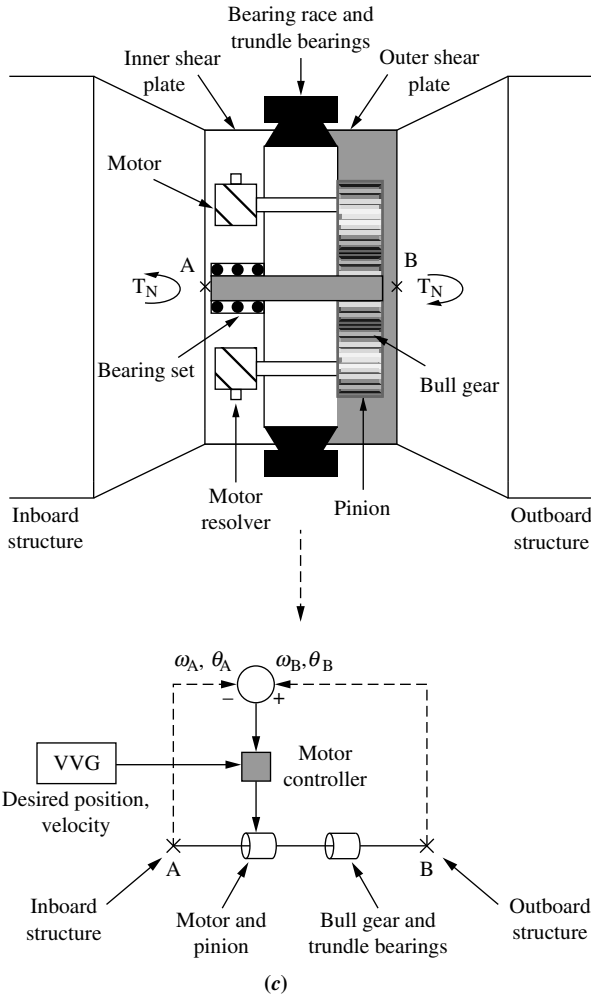 Bearing race and
trundle bearings
Inner shear
plate
Outer shear
plate
Motor
A
B
T_N
T_N
Bearing set
Bull gear
Motor
resolver
Pinion
Inboard
structure
Outboard
structure
ω_A, θ_A
ω_B, θ_B
−
+
VVG
Motor
controller
Desired position,
velocity
A
B
Inboard
structure
Motor and
pinion
Bull gear and
trundle bearings
Outboard
structure
(c)